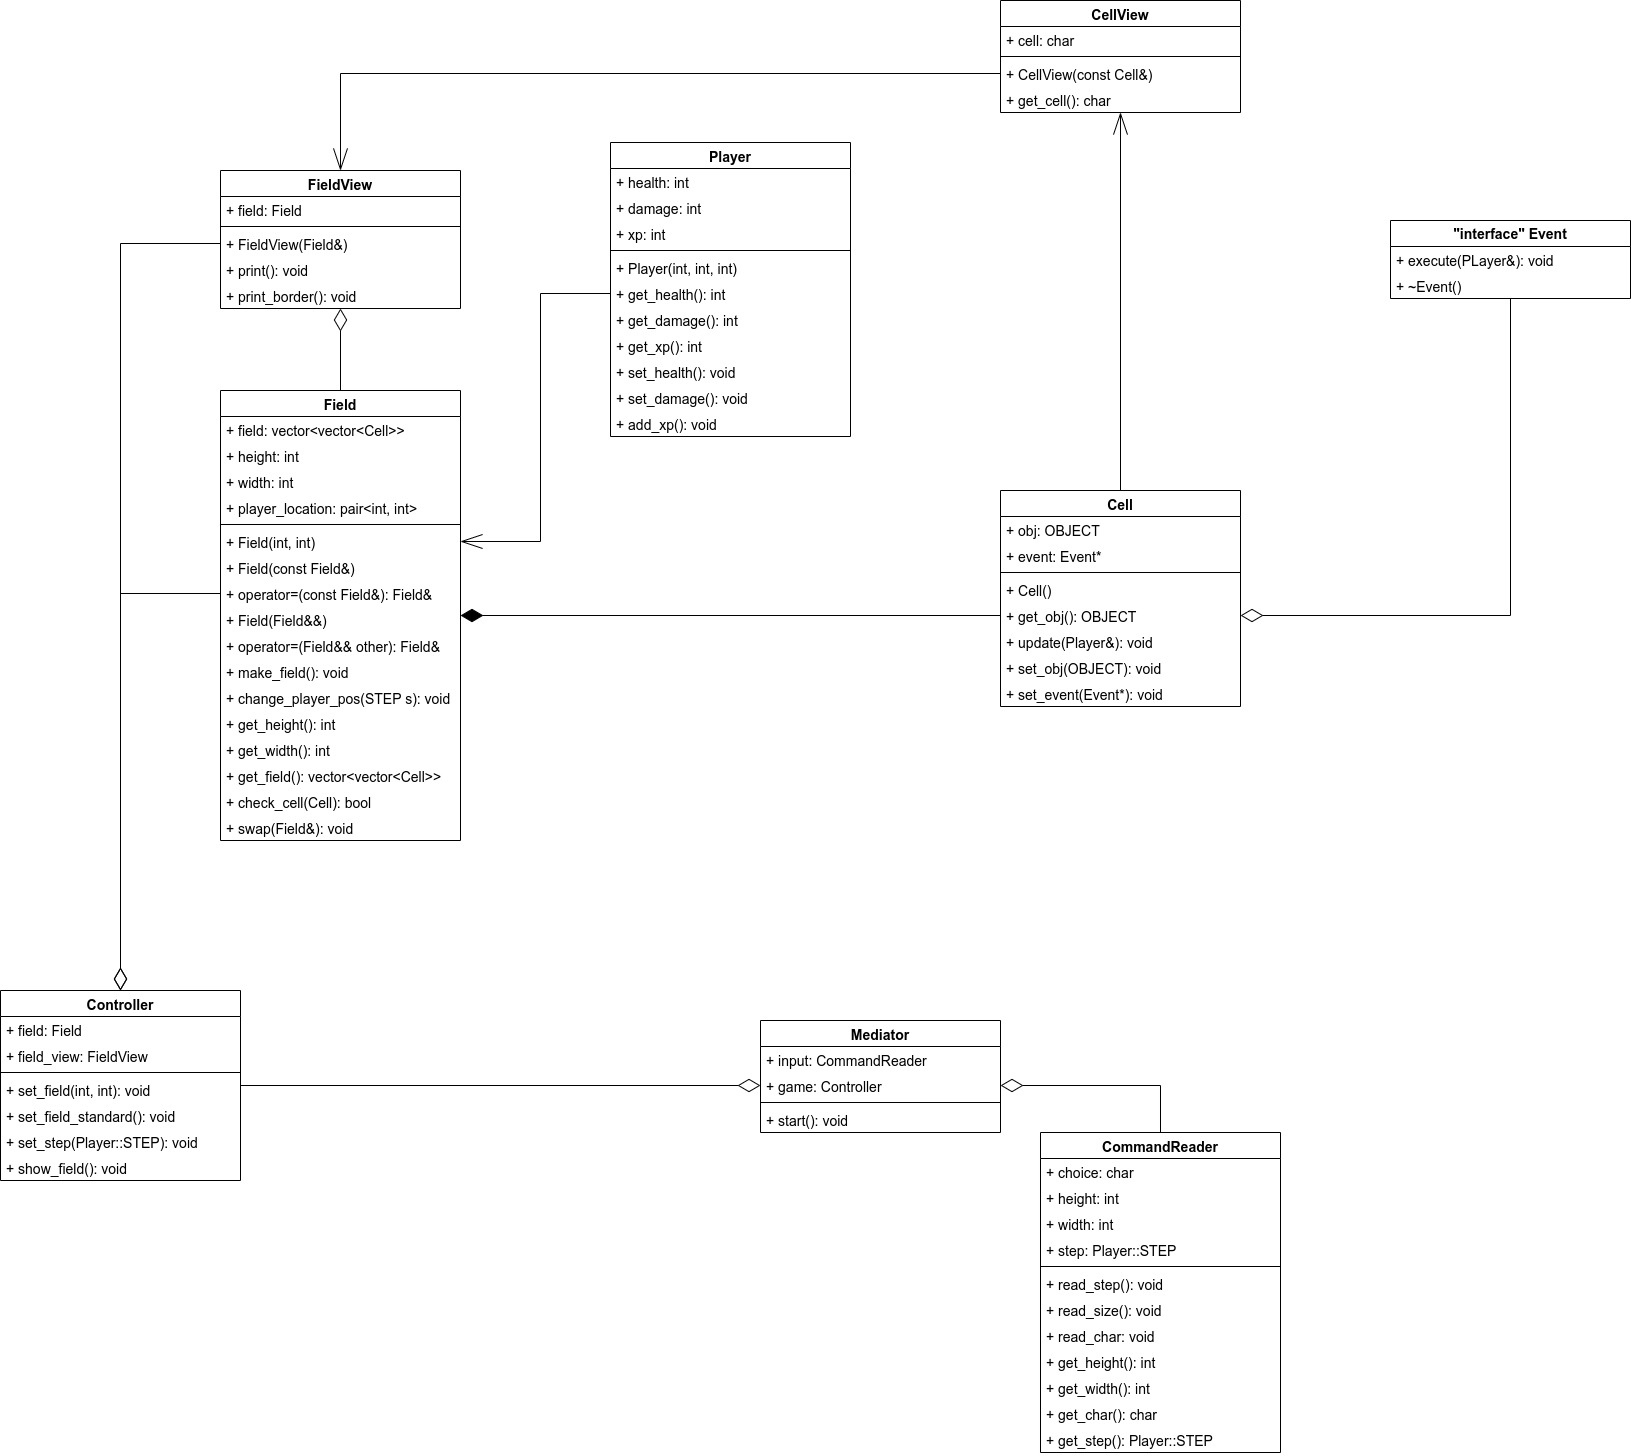 CellView
+ cell: char
+ CellView(const Cell&)
+ get_cell(): char
Player
+ health: int
+ damage: int
+ xp: int
+ Player(int, int, int)
+ get_health(): int
+ get_damage(): int
+ get_xp(): int
+ set_health(): void
+ set_damage(): void
+ add_xp(): void
FieldView
+ field: Field
+ FieldView(Field&)
+ print(): void
+ print_border(): void
"interface" Event
+ execute(PLayer&): void
+ ~Event()
Field
+ field: vector<vector<Cell>>
+ height: int
+ width: int
+ player_location: pair<int, int>
+ Field(int, int)
+ Field(const Field&)
+ operator=(const Field&): Field&
+ Field(Field&&)
+ operator=(Field&& other): Field&
+ make_field(): void
+ change_player_pos(STEP s): void
+ get_height(): int
+ get_width(): int
+ get_field(): vector<vector<Cell>>
+ check_cell(Cell): bool
+ swap(Field&): void
Cell
+ obj: OBJECT
+ event: Event*
+ Cell()
+ get_obj(): OBJECT
+ update(Player&): void
+ set_obj(OBJECT): void
+ set_event(Event*): void
Controller
+ field: Field
+ field_view: FieldView
+ set_field(int, int): void
+ set_field_standard(): void
+ set_step(Player::STEP): void
+ show_field(): void
Mediator
+ input: CommandReader
+ game: Controller
+ start(): void
CommandReader
+ choice: char
+ height: int
+ width: int
+ step: Player::STEP
+ read_step(): void
+ read_size(): void
+ read_char: void
+ get_height(): int
+ get_width(): int
+ get_char(): char
+ get_step(): Player::STEP